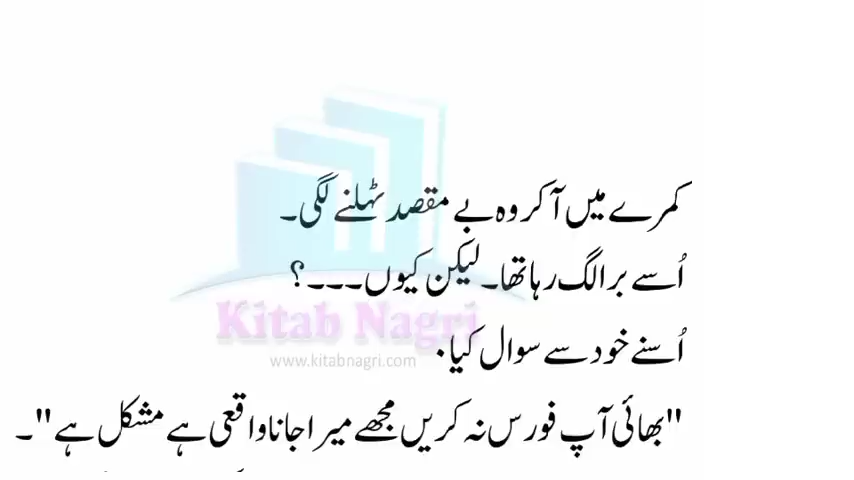 کمرے میں آ کر وہ بے مقصد ٹہلنے لگی۔
اُسے برا لگ رہا تھا۔ لیکن کیوں۔۔۔۔؟
Kitab Nagri
اُسنے خود سے سوال کیا۰
www.kitabnagri.com
"بھائی آپ فورس نہ کریں مجھے میرا جانا واقعی ہے مشکل ہے"۔